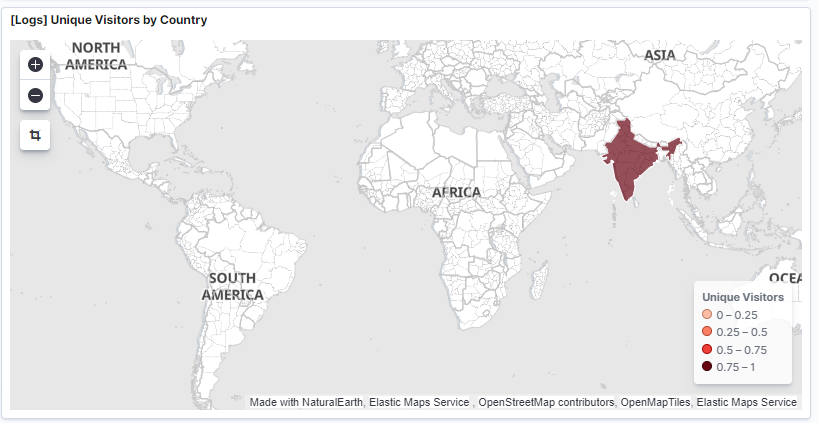 [Logs] Unique Visitors by Country
NORTH
AMERICA
ASIA
AFRICA
SOUTH
AMERICA
OCEA
Unique Visitors
0 – 0.25
0.25 – 0.5
0.5 – 0.75
0.75 – 1
Made with NaturalEarth, Elastic Maps Service , OpenStreetMap contributors, OpenMapTiles, Elastic Maps Service